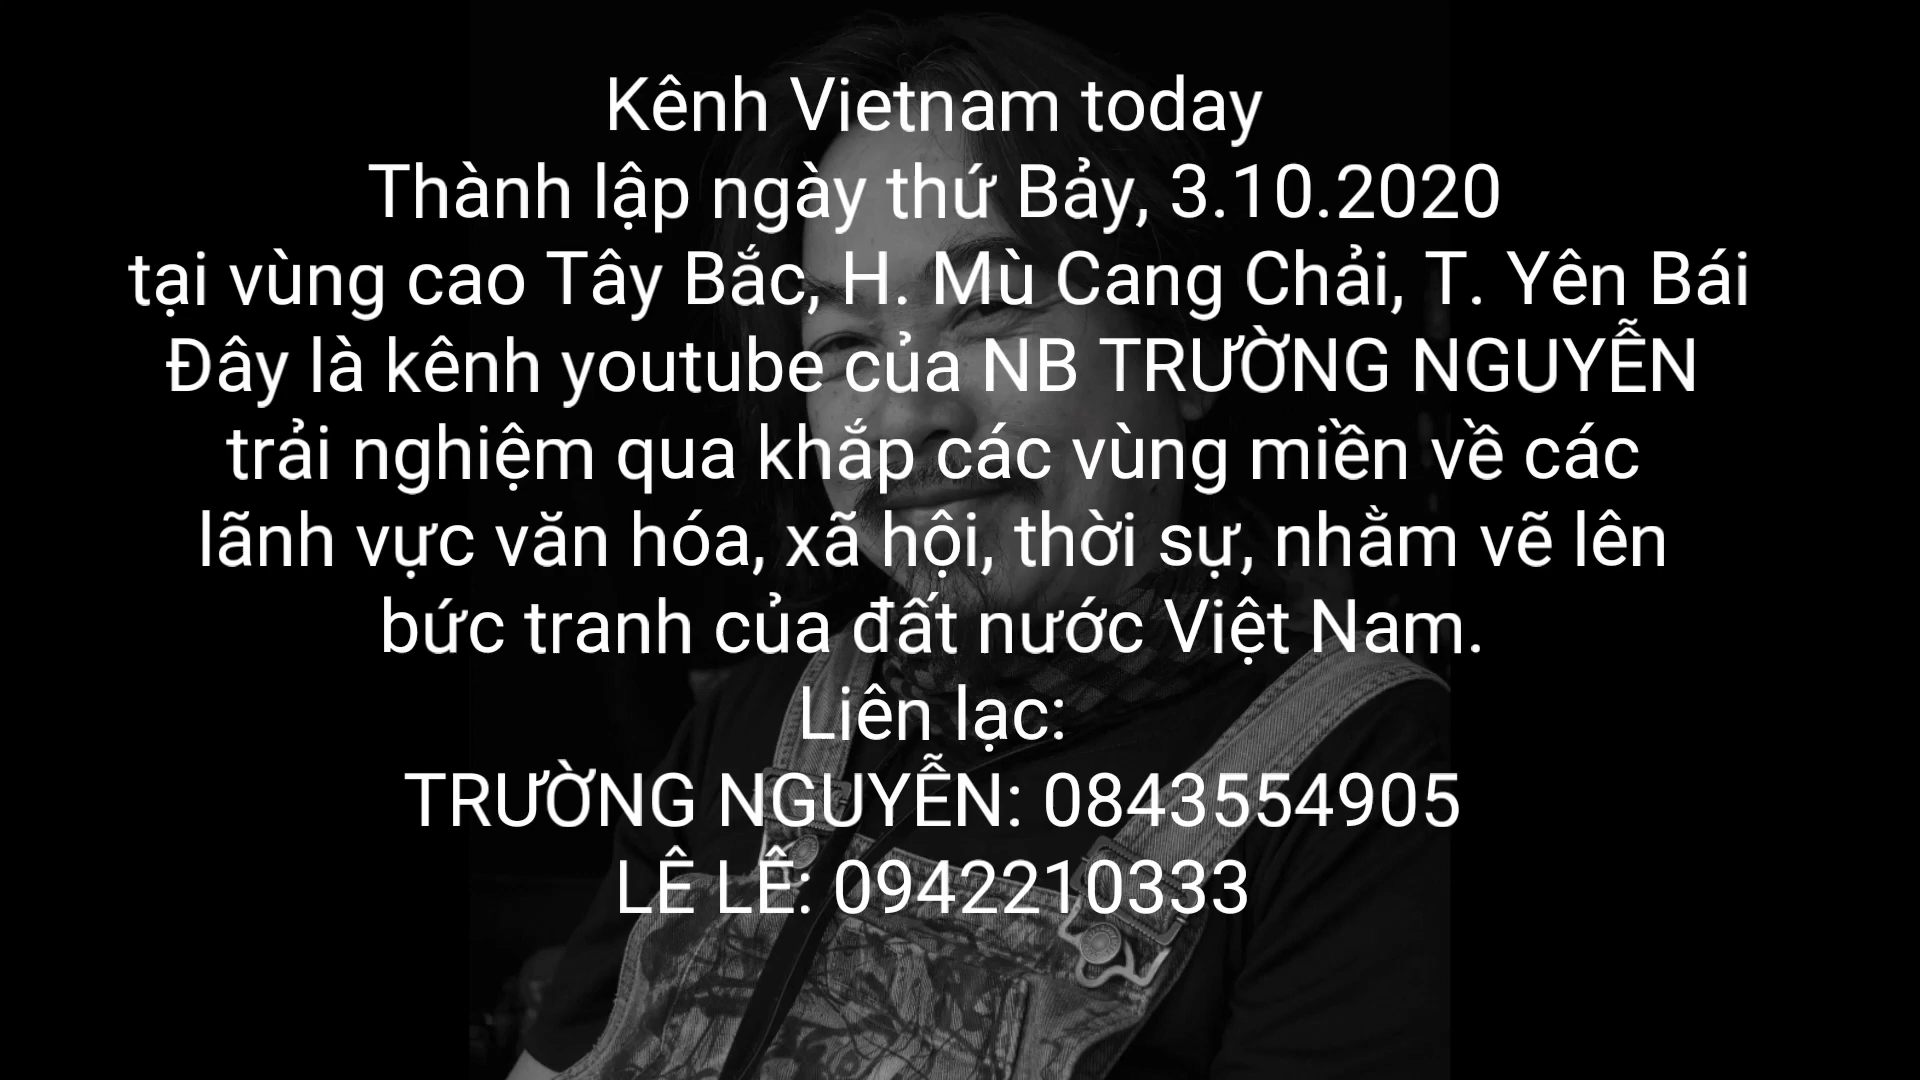 Kênh Vietnam today
Thành lập ngày thứ Bảy, 3.10.2020
tại vùng cao Tây Bắc, H. Mù Cang Chải, T. Yên Bái
Đây là kênh youtube của NB TRƯỜNG NGUYỄN
trải nghiệm qua khắp các vùng miền về các
lãnh vực văn hóa, xã hội, thời sự, nhằm vẽ lên
bức tranh của đất nước Việt Nam.
Liên lạc:
TRƯỜNG NGUYỄN: 0843554905
LÊ LÊ: 0942210333